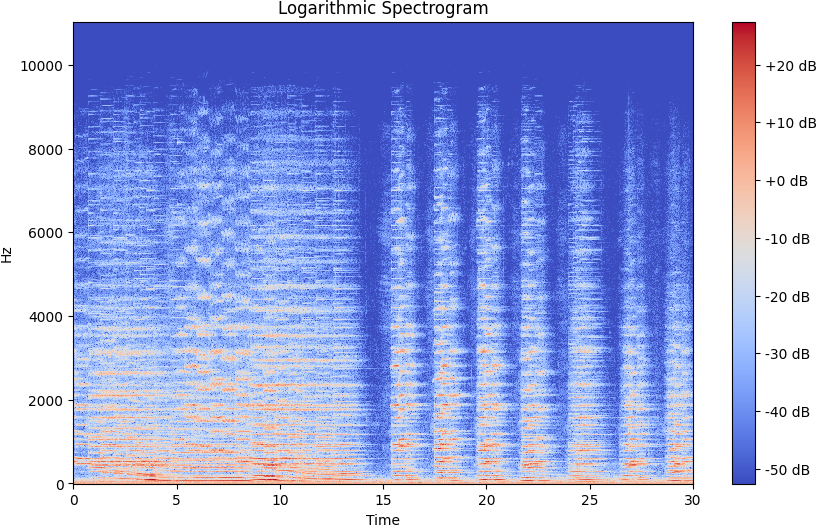 Logarithmic Spectrogram
Hz
10000
8000
6000
4000
2000
0
0 5 10 15 20 25 30
Time
+20 dB
+10 dB
+0 dB
-10 dB
-20 dB
-30 dB
-40 dB
-50 dB